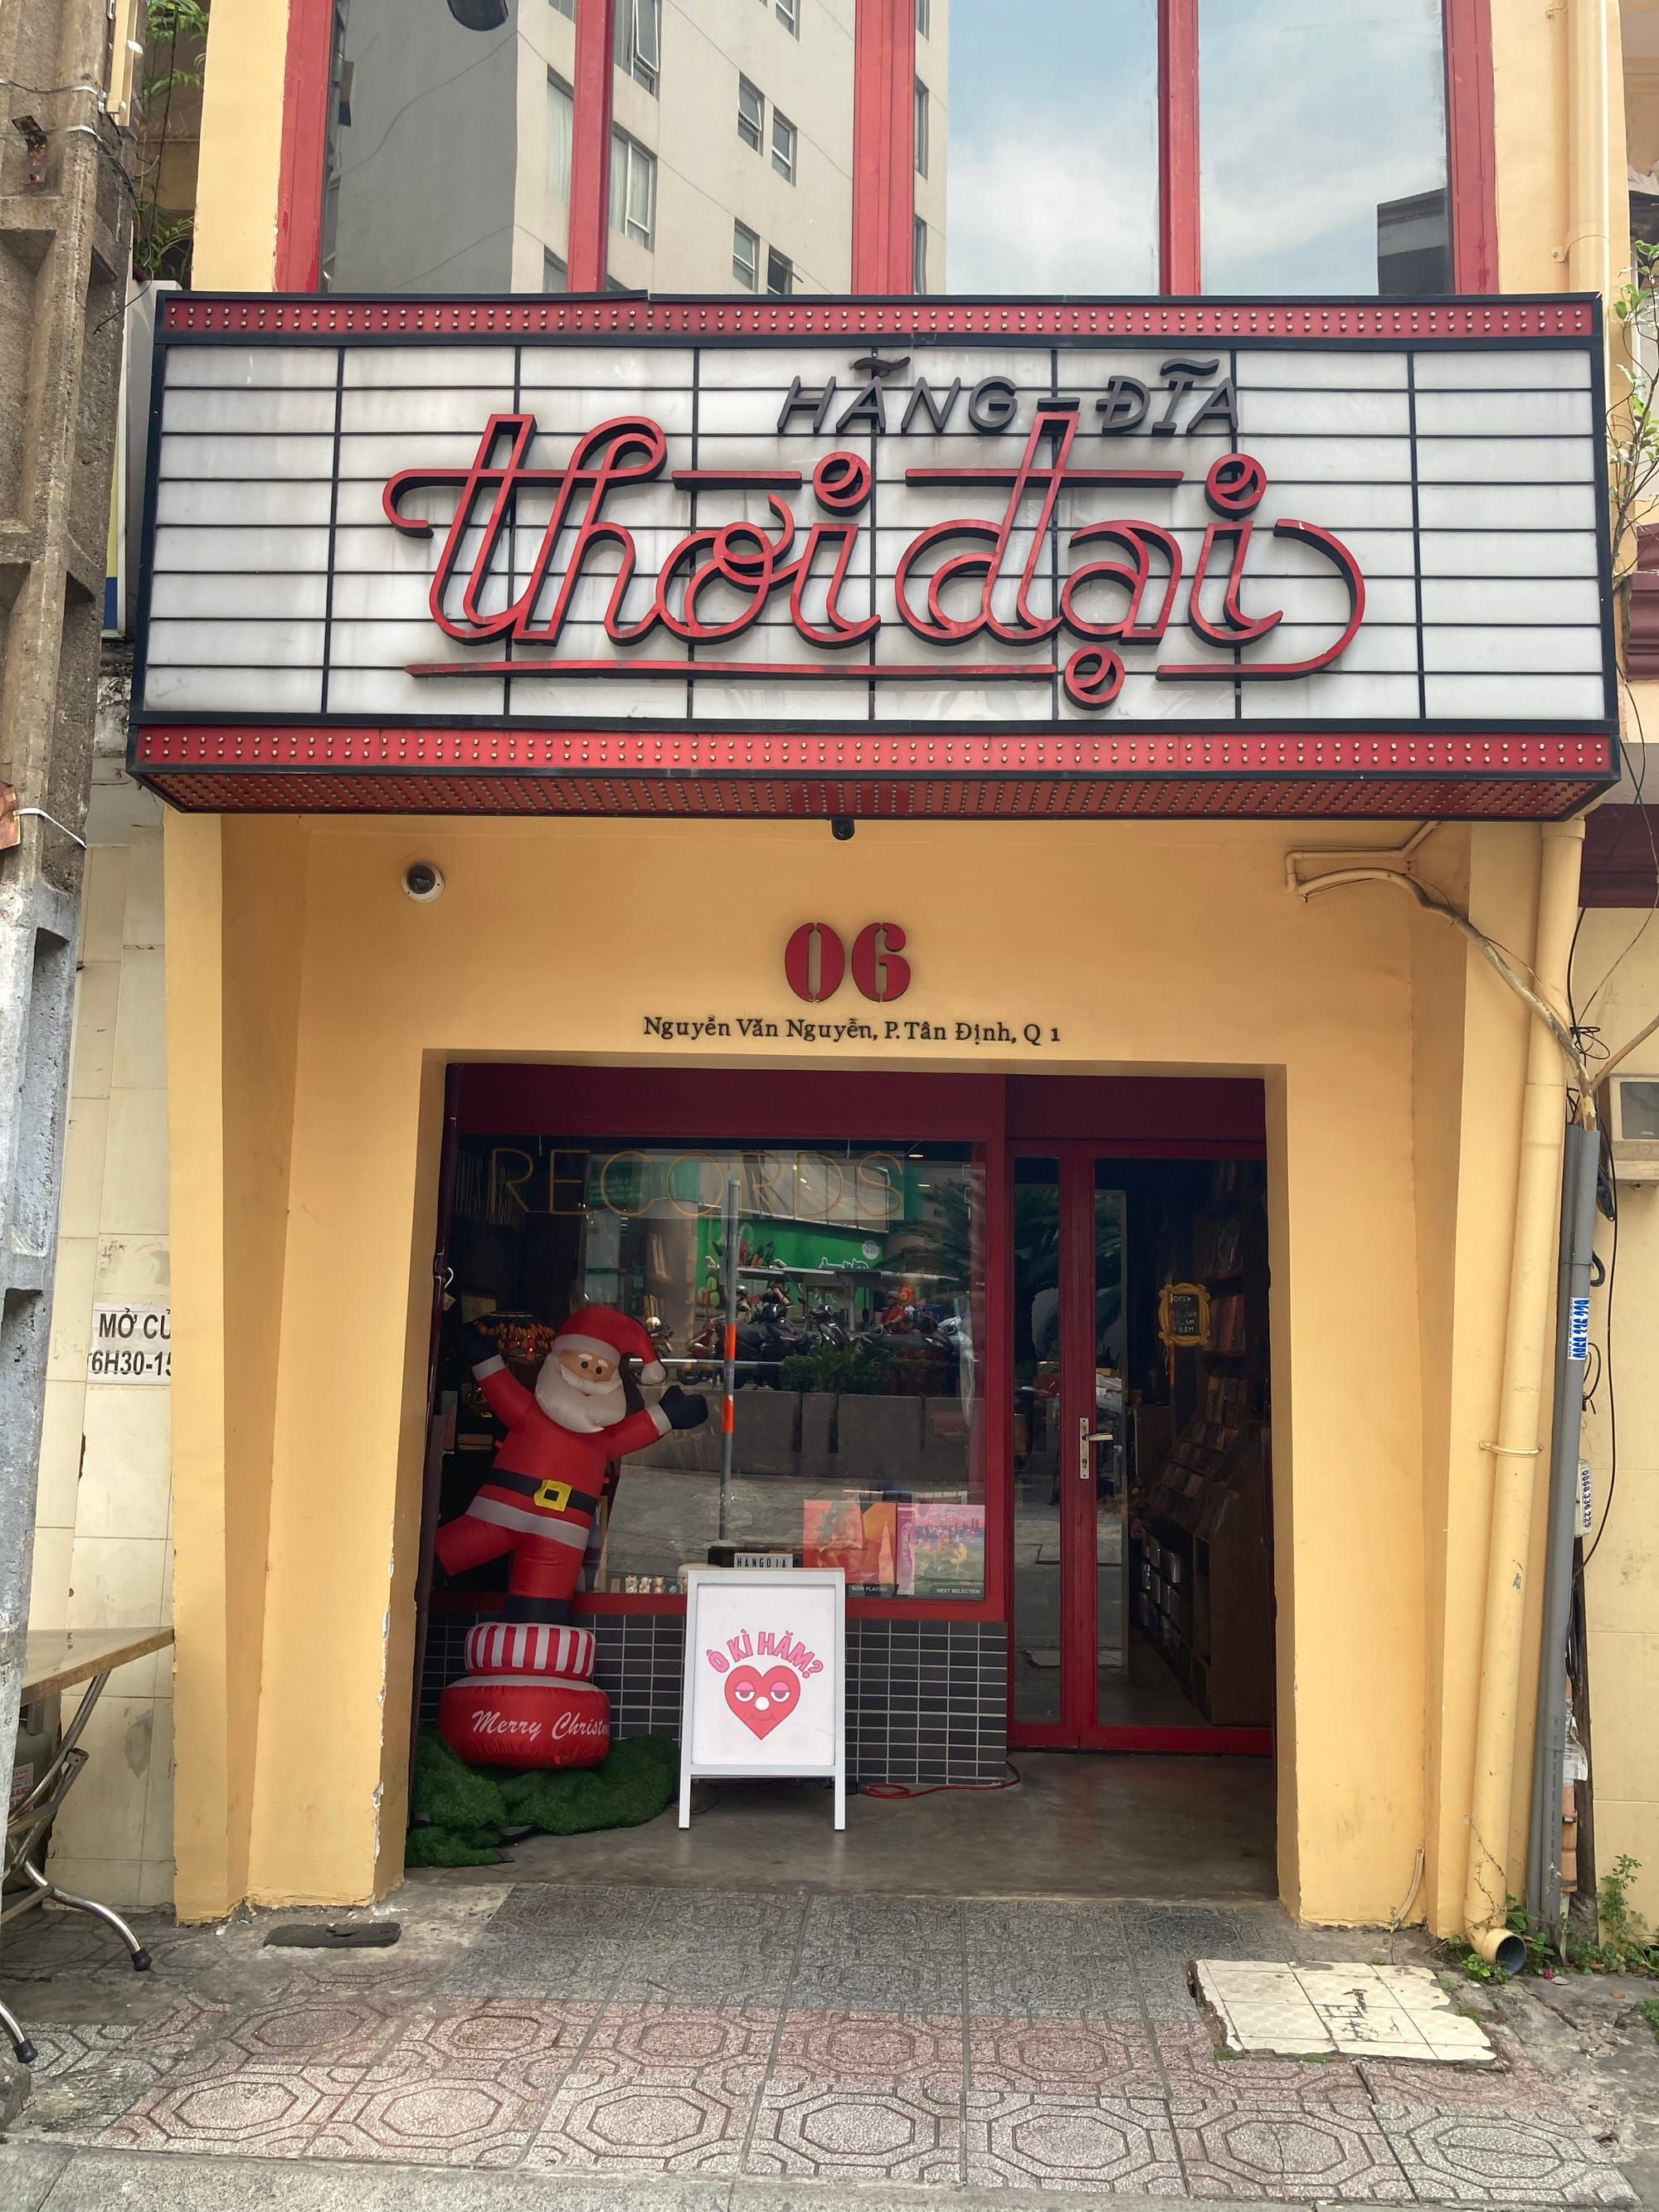 HÃNG-ĐĨA
thời đại
06
Nguyễn Văn Nguyễn, P. Tân Định, Q 1
RECORDS
MỞ CỬ
6H30-15
HANGDIA
NOW PLAYING
NEXT SELECTION
Ô KÌ HĂM?
Merry Christm